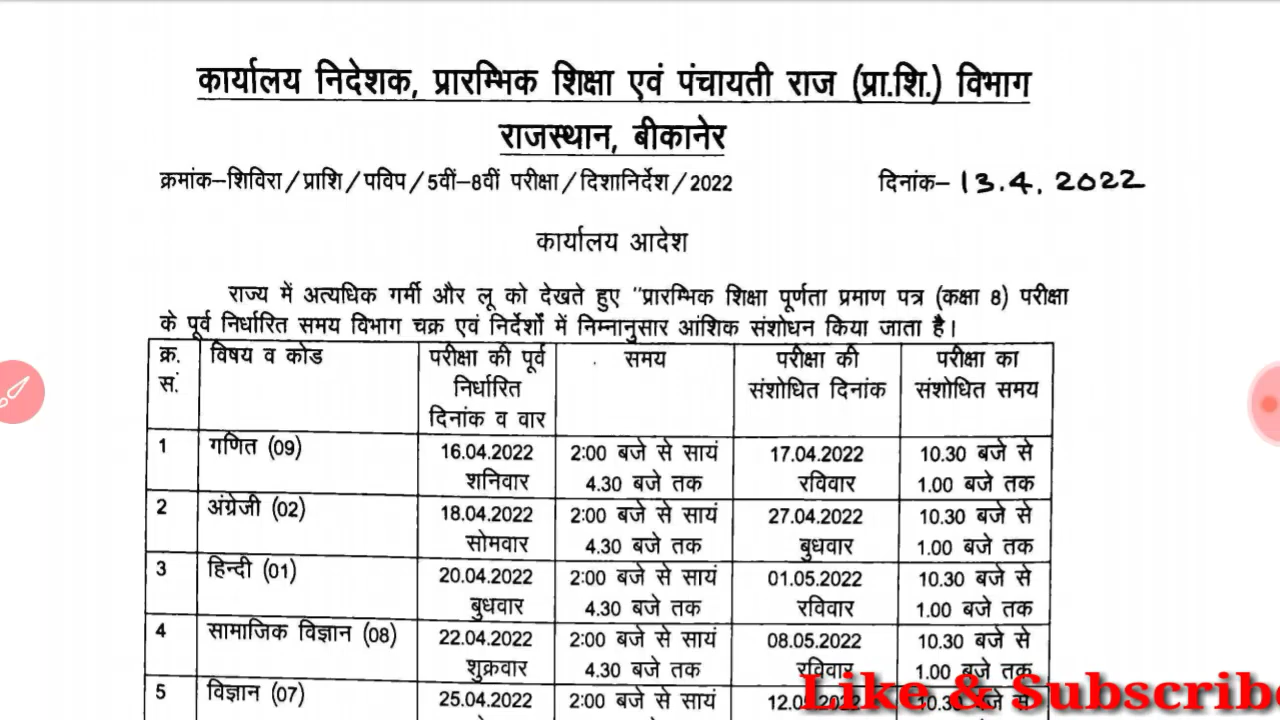 कार्यालय निदेशक, प्रारम्भिक शिक्षा एवं पंचायती राज (प्रा.शि.) विभाग
राजस्थान, बीकानेर
क्रमांक–शिविरा/प्राशि/पविप/5वीं–8वीं परीक्षा/दिशानिर्देश/2022 दिनांक– 13.4.2022
कार्यालय आदेश
राज्य में अत्यधिक गर्मी और लू को देखते हुए "प्रारम्भिक शिक्षा पूर्णता प्रमाण पत्र (कक्षा 8) परीक्षा
के पूर्व निर्धारित समय विभाग चक्र एवं निर्देशों में निम्नानुसार आंशिक संशोधन किया जाता है।
क्र. विषय व कोड परीक्षा की पूर्व समय परीक्षा की परीक्षा का
सं. निर्धारित संशोधित दिनांक संशोधित समय
दिनांक व वार
1 गणित (09) 16.04.2022 2:00 बजे से सायं 17.04.2022 10.30 बजे से
शनिवार 4.30 बजे तक रविवार 1.00 बजे तक
2 अंग्रेजी (02) 18.04.2022 2:00 बजे से सायं 27.04.2022 10.30 बजे से
सोमवार 4.30 बजे तक बुधवार 1.00 बजे तक
3 हिन्दी (01) 20.04.2022 2:00 बजे से सायं 01.05.2022 10.30 बजे से
बुधवार 4.30 बजे तक रविवार 1.00 बजे तक
4 सामाजिक विज्ञान (08) 22.04.2022 2:00 बजे से सायं 08.05.2022 10.30 बजे से
शुक्रवार 4.30 बजे तक रविवार 1.00 बजे तक
5 विज्ञान (07) 25.04.2022 2:00 बजे से सायं 12.05.2022 10.30 बजे से
Like & Subscribe